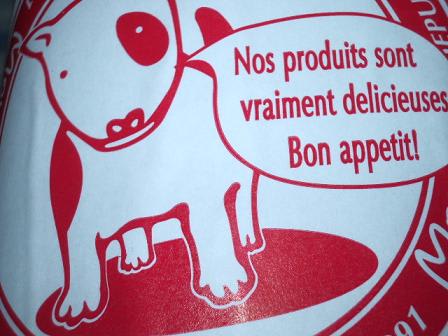 Nos produits sont
vraiment delicieuses
Bon appetit!